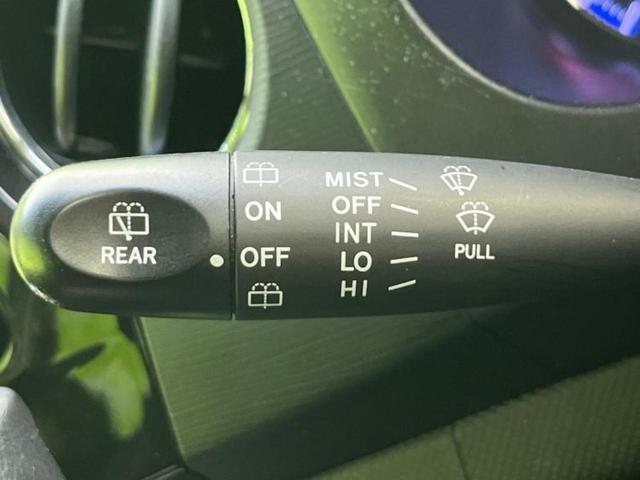 REAR
ON
OFF
MIST
OFF
INT
LO
HI
PULL